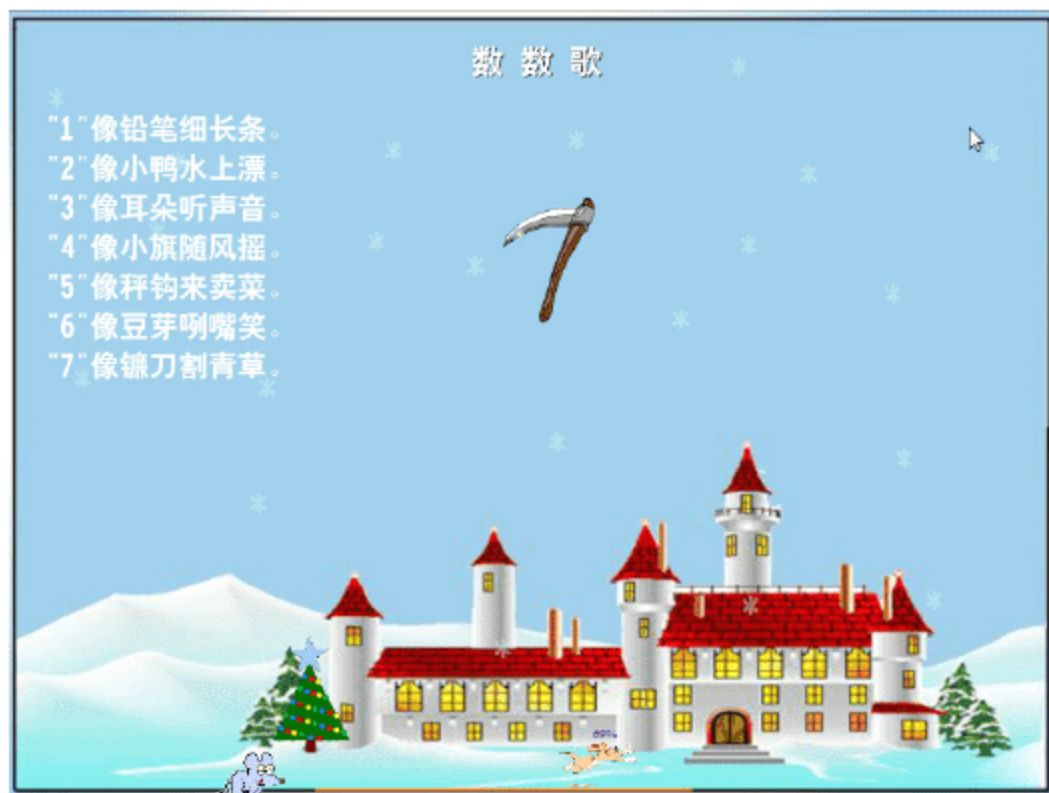 数 数 歌
"1"像铅笔细长条。
"2"像小鸭水上漂。
"3"像耳朵听声音。
"4"像小旗随风摇。
"5"像秤钩来卖菜。
"6"像豆芽咧嘴笑。
"7"像镰刀割青草。